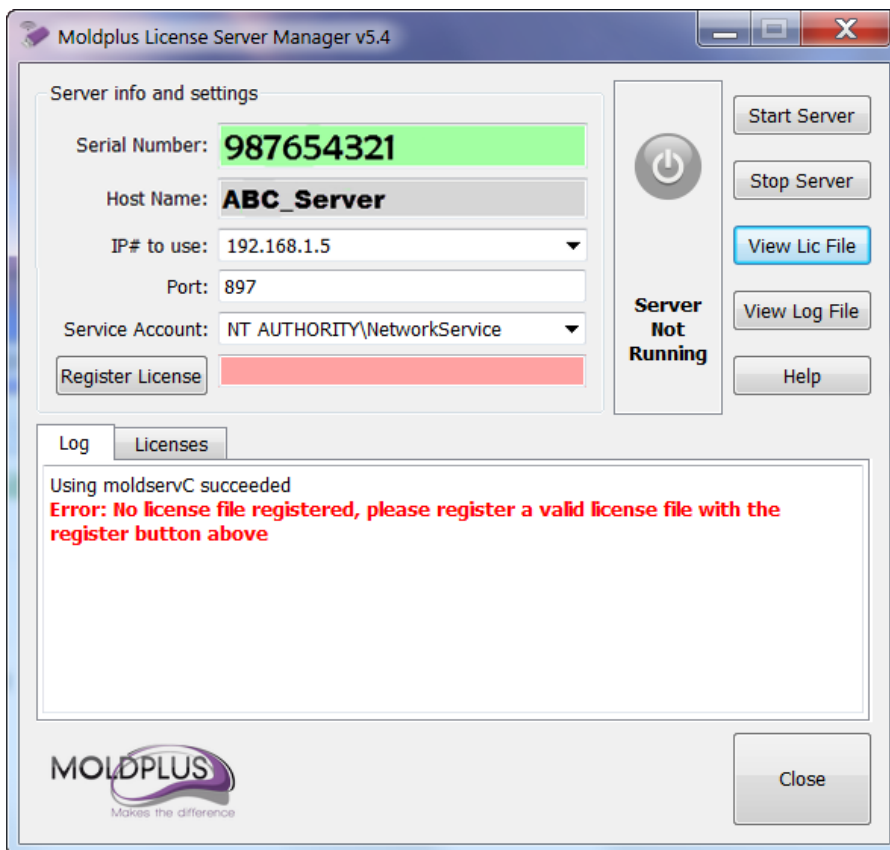 Moldplus License Server Manager v5.4
Server info and settings
Serial Number: 987654321
Host Name: ABC_Server
IP# to use: 192.168.1.5
Port: 897
Service Account: NT AUTHORITY\NetworkService
Register License
Server
Not
Running
Start Server
Stop Server
View Lic File
View Log File
Help
Log Licenses
Using moldservC succeeded
Error: No license file registered, please register a valid license file with the
register button above
MOLDPLUS
Makes the difference
Close